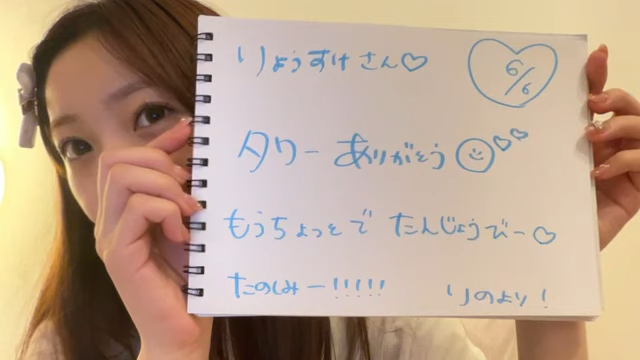 りょうすけさん♡
6/6
タワーありがとう
もうちょっとで たんじょうびー♡
たのしみー!!!!!
りのより!